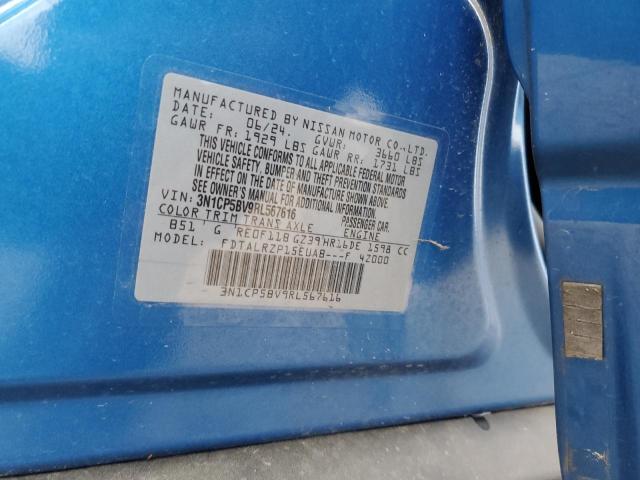 MANUFACTURED BY NISSAN MOTOR CO.,LTD.
DATE: 06/24. GVWR: 3660 LBS
GAWR FR: 1929 LBS GAWR RR: 1731 LBS
THIS VEHICLE CONFORMS TO ALL APPLICABLE FEDERAL MOTOR
VEHICLE SAFETY, BUMPER AND THEFT PREVENTION STANDARDS
IN EFFECT ON THE DATE OF MANUFACTURE SHOWN ABOVE.
SEE OWNER'S MANUAL FOR ADDITIONAL INFORMATION.
VIN: 3N1CP5BV9RL567616 PASSENGER CAR.
COLOR TRIM TRANS AXLE ENGINE
B51 G RE0F11B GZ39 HR16DE 1598 CC
MODEL: FDTALRZP15EUAB---F 42000
3N1CP5BV9RL567616